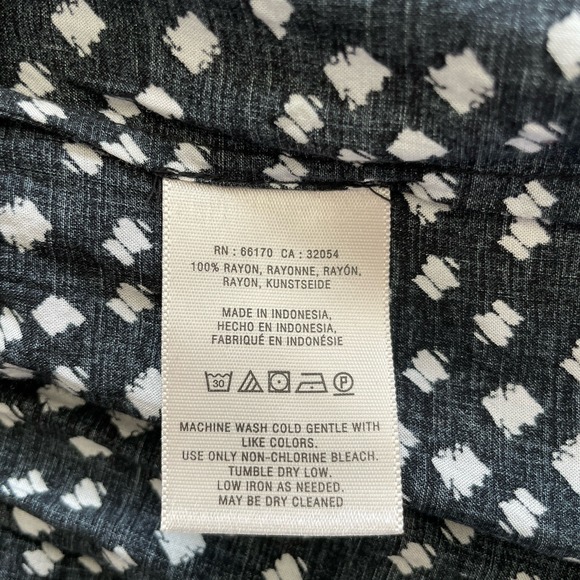 RN : 66170 CA : 32054
100% RAYON, RAYONNE, RAYÓN,
RAYON, KUNSTSEIDE
MADE IN INDONESIA,
HECHO EN INDONESIA,
FABRIQUÉ EN INDONÉSIE
30 P
MACHINE WASH COLD GENTLE WITH
LIKE COLORS.
USE ONLY NON-CHLORINE BLEACH.
TUMBLE DRY LOW.
LOW IRON AS NEEDED.
MAY BE DRY CLEANED